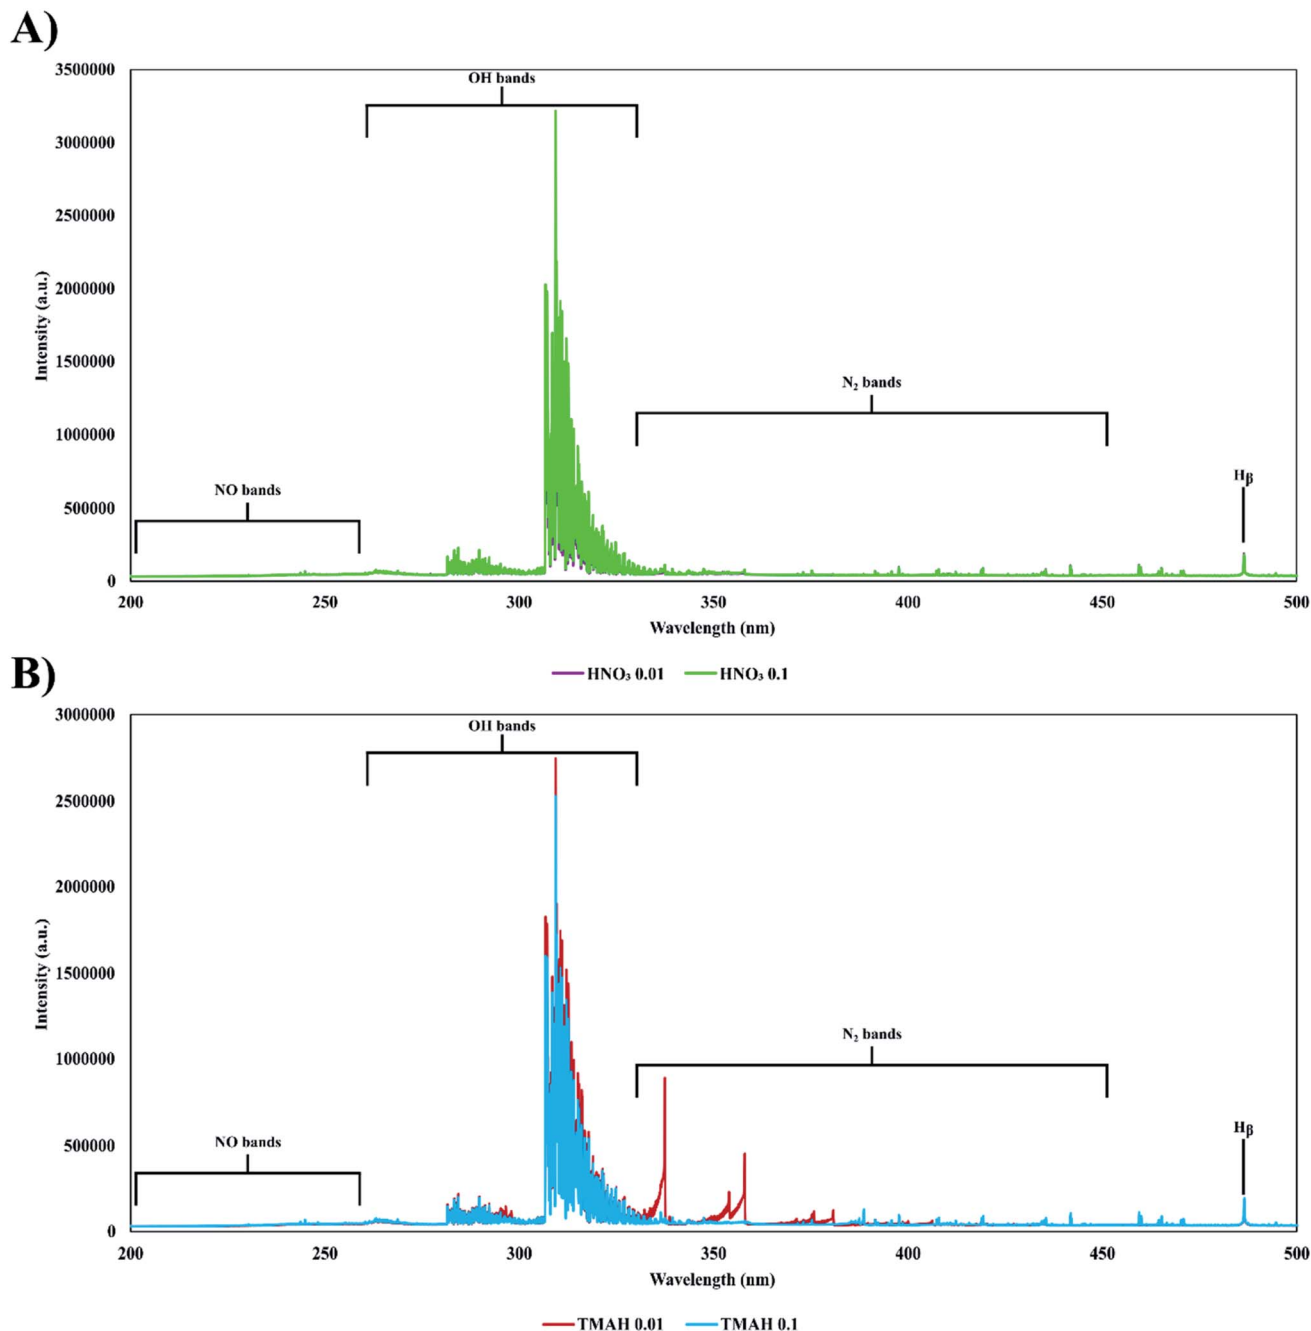 A)
3500000
OH bands
3000000
2500000
2000000
Intensity (a.u.)
1500000
N₂ bands
1000000
NO bands
Hβ
500000
0
200 250 300 350 400 450 500
Wavelength (nm)
HNO₃ 0.01 HNO₃ 0.1
B)
3000000
OH bands
2500000
2000000
Intensity (a.u.)
1500000
N₂ bands
1000000
NO bands
Hβ
500000
0
200 250 300 350 400 450 500
Wavelength (nm)
TMAH 0.01 TMAH 0.1